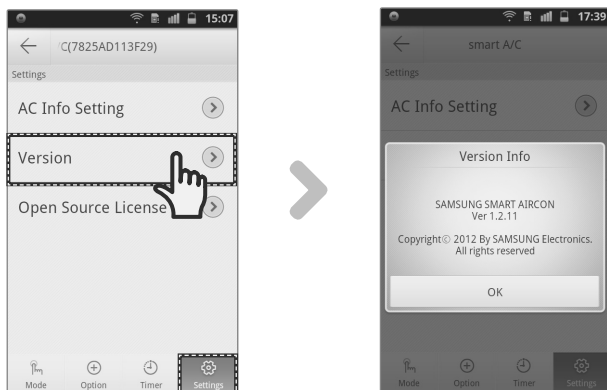 15:07
/C(7825AD113F29)
Settings
AC Info Setting
Version
Open Source License
Mode Option Timer Settings
17:39
smart A/C
Settings
AC Info Setting
Version Info
SAMSUNG SMART AIRCON
Ver 1.2.11
Copyright© 2012 By SAMSUNG Electronics.
All rights reserved
OK
Mode Option Timer Settings